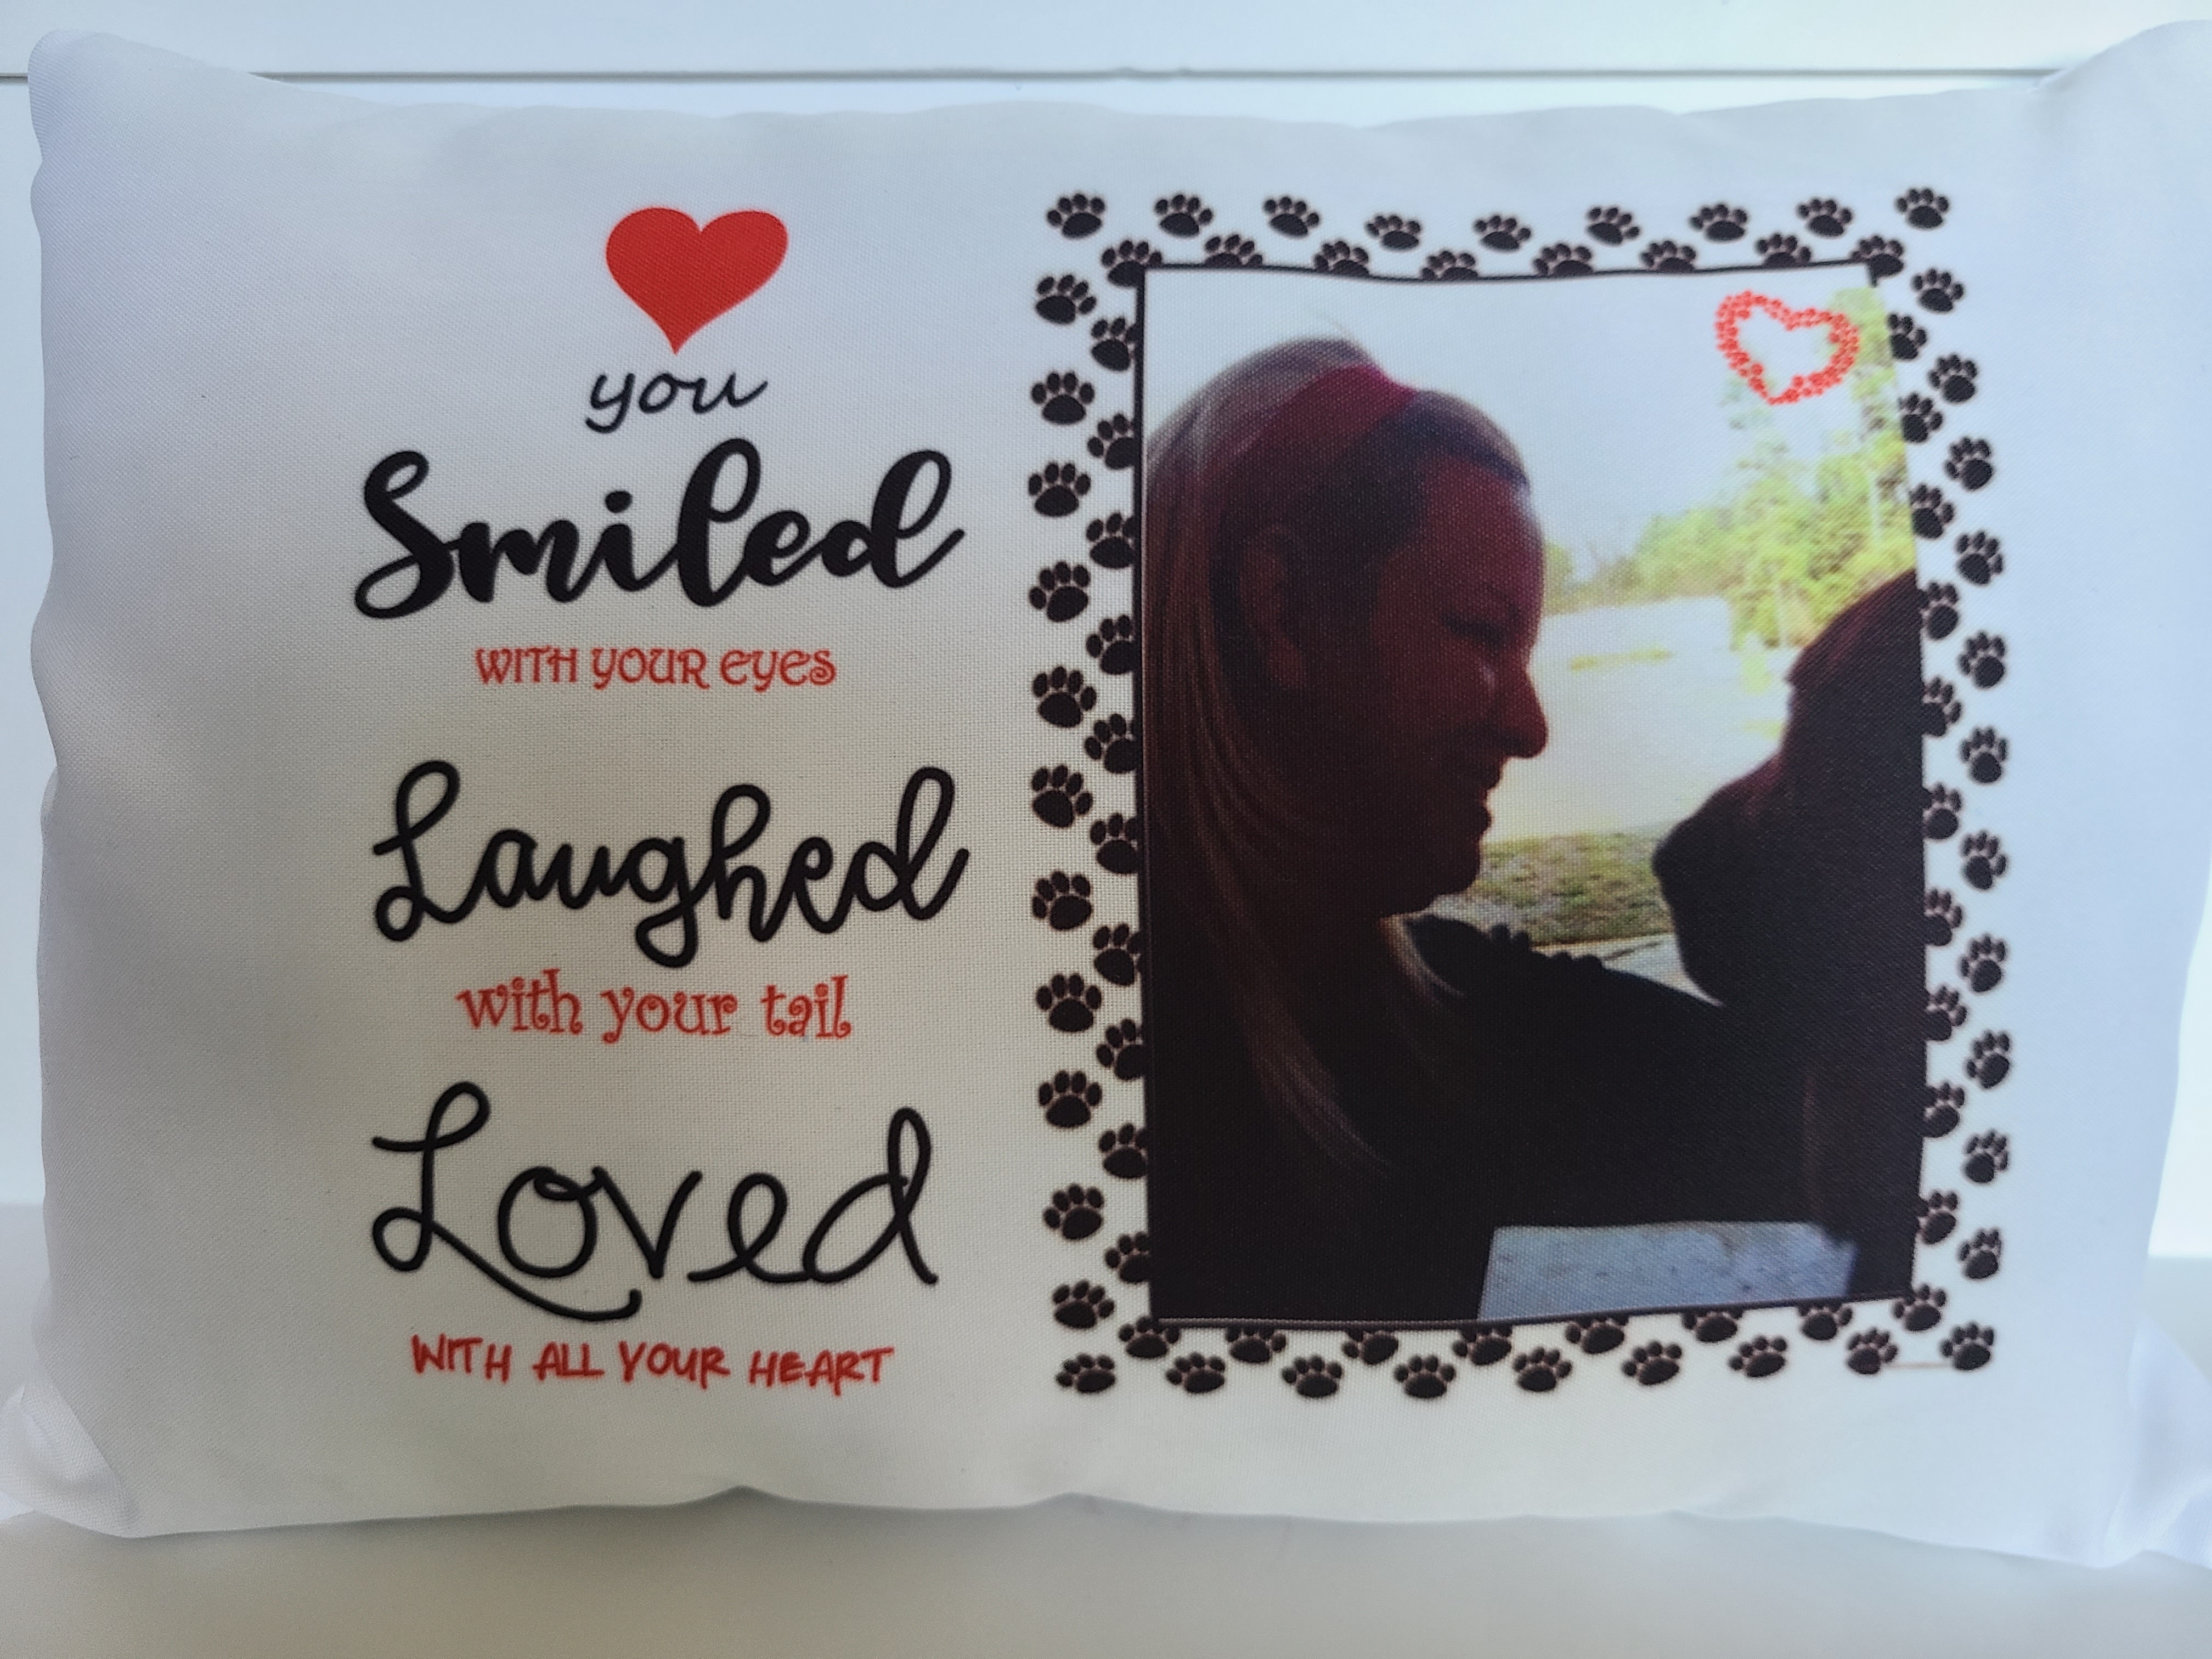 you
Smiled
WITH YOUR EYES
Laughed
with your tail
Loved
WITH ALL YOUR HEART